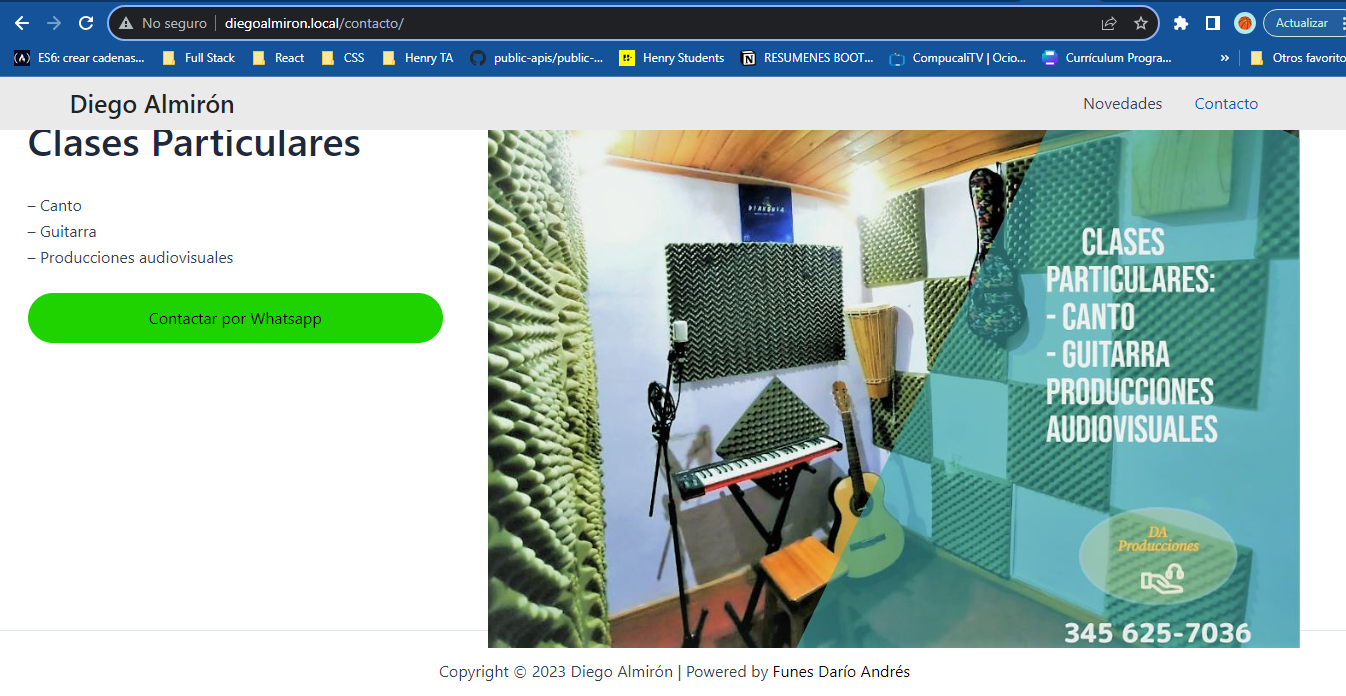 No seguro
diegoalmiron.local/contacto/
Actualizar
ES6: crear cadenas...
Full Stack
React
CSS
Henry TA
public-apis/public-...
Henry Students
RESUMENES BOOT...
CompucaliTV | Ocio...
Currículum Progra...
»
Otros favorito
Diego Almirón
Novedades
Contacto
Clases Particulares
– Canto
– Guitarra
– Producciones audiovisuales
Contactar por Whatsapp
CLASES
PARTICULARES:
- CANTO
- GUITARRA
PRODUCCIONES
AUDIOVISUALES
DA
Producciones
345 625-7036
Copyright © 2023 Diego Almirón | Powered by Funes Darío Andrés